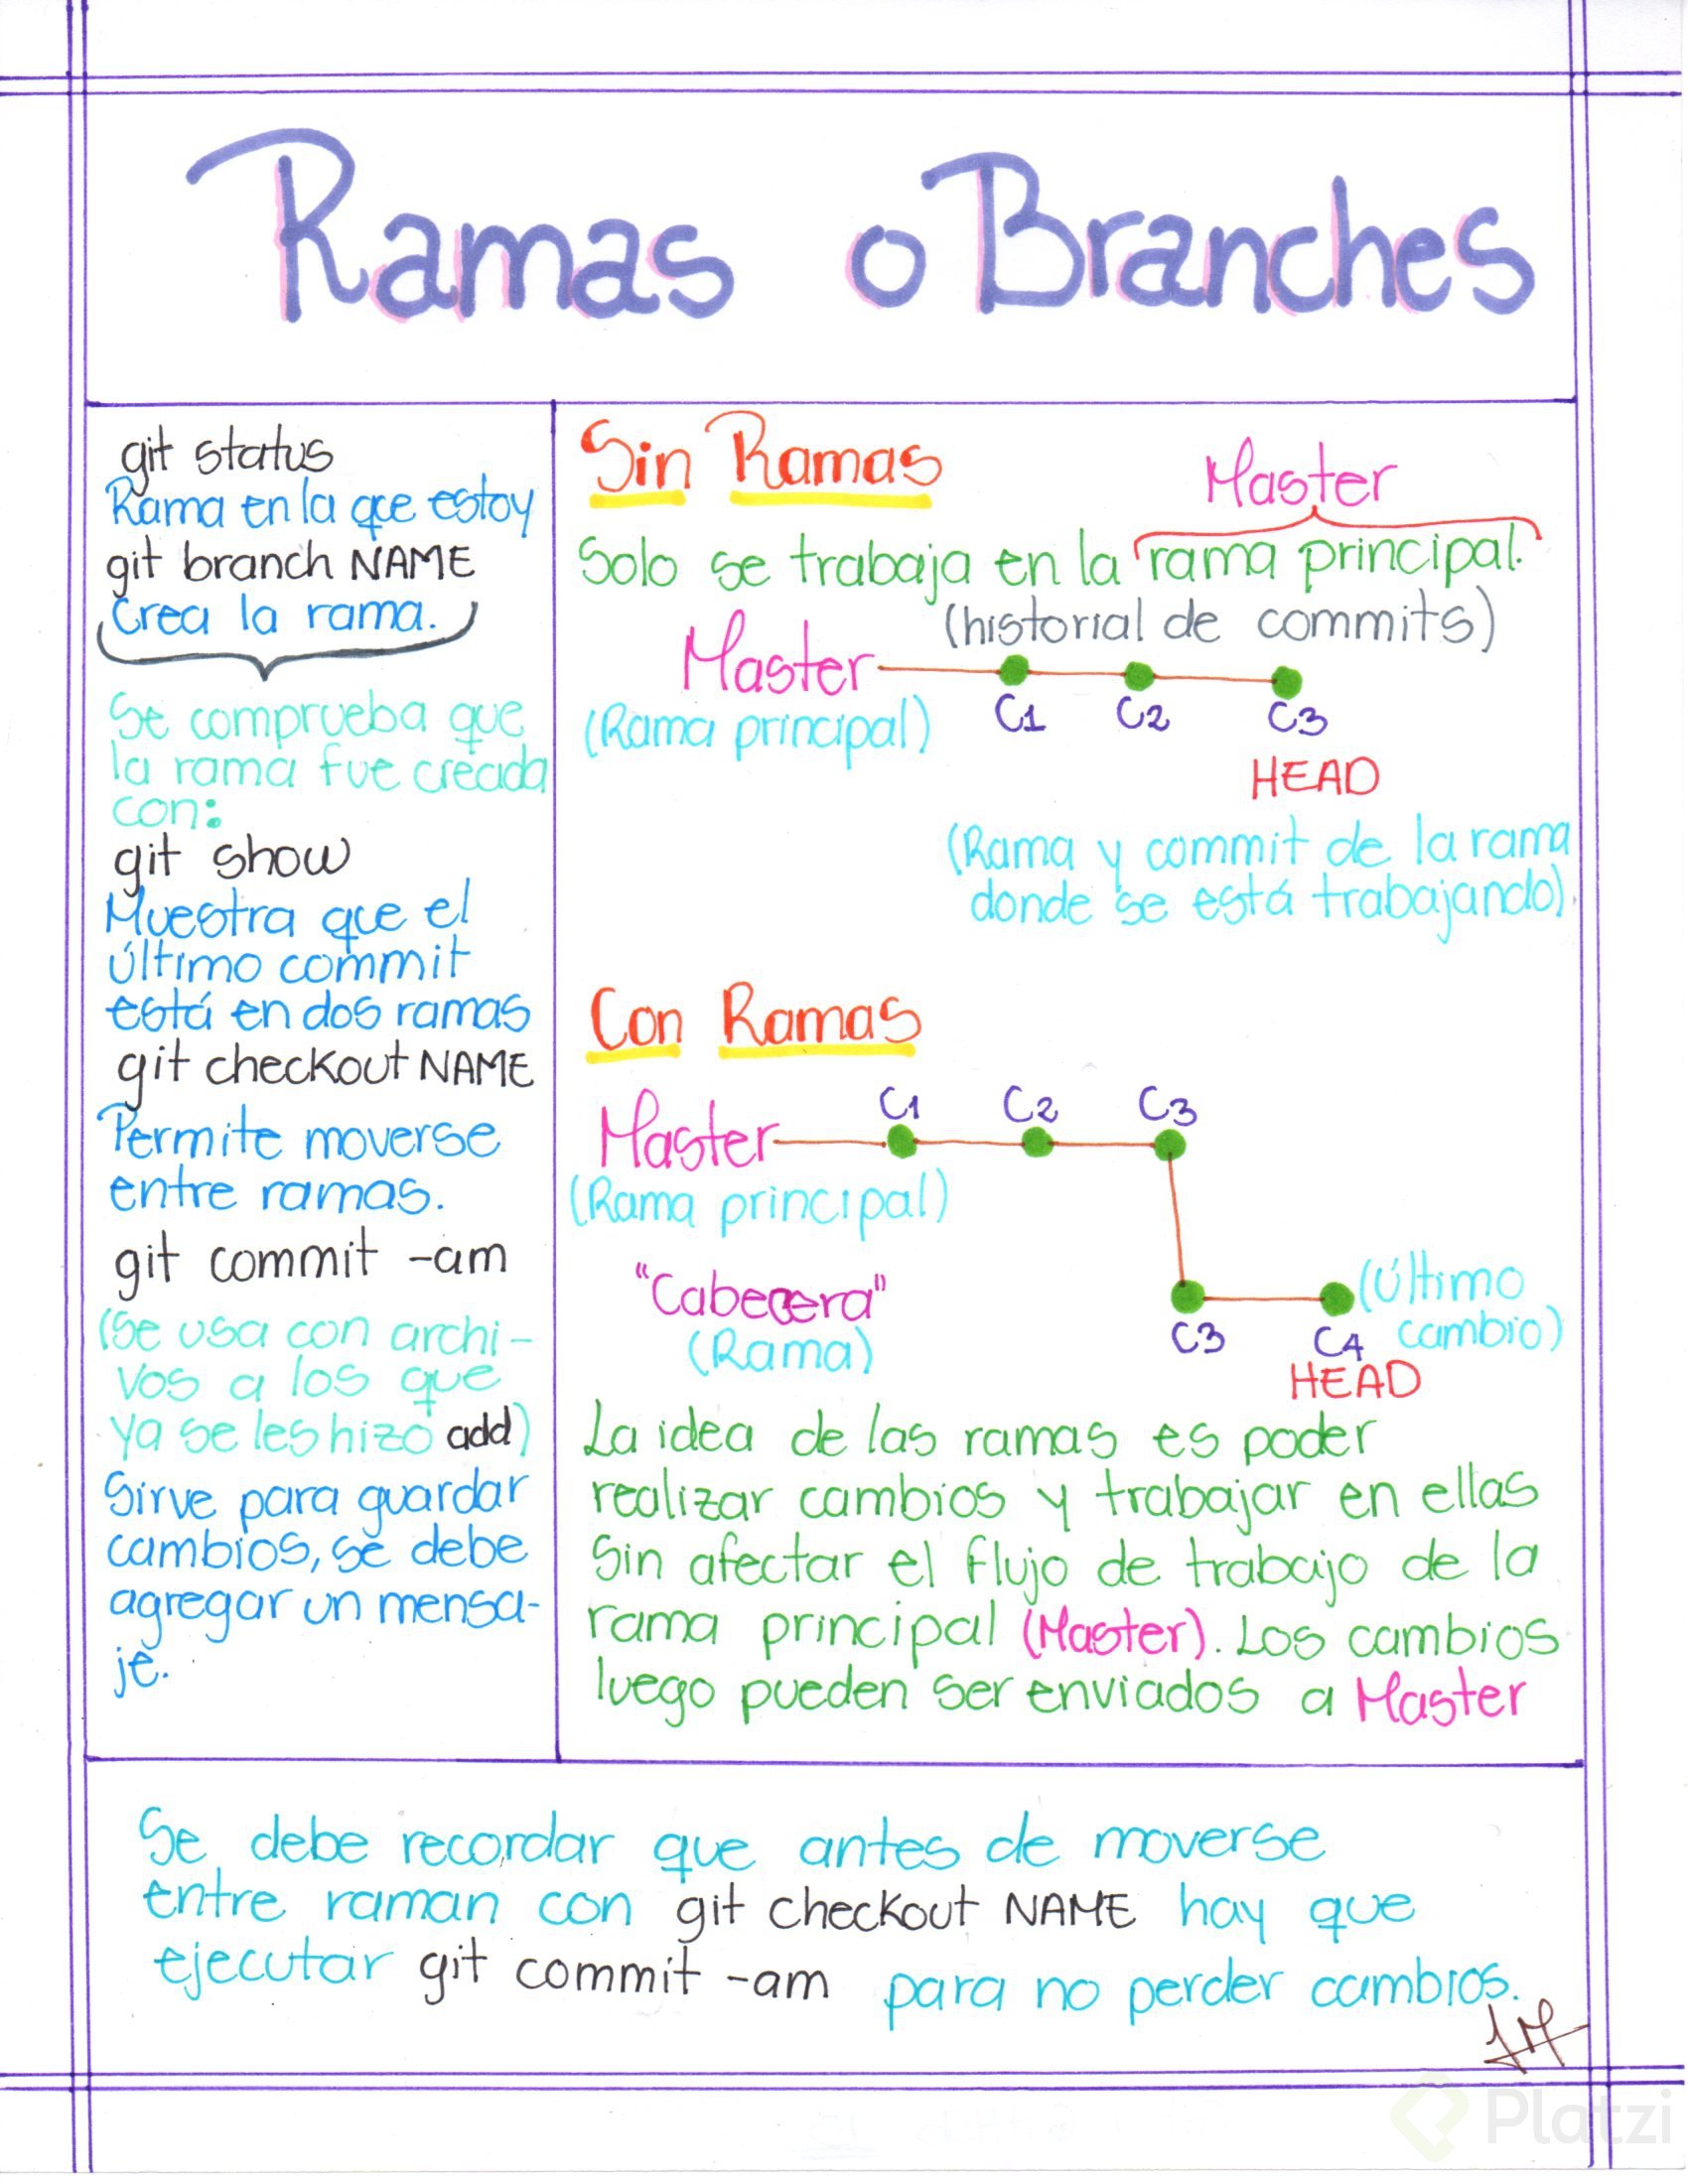 Ramas o Branches
git status
Rama en la que estoy
git branch NAME
Crea la rama.
Se comprueba que
la rama fue creada
con:
git show
Muestra que el
último commit
está en dos ramas
git checkout NAME
Permite moverse
entre ramas.
git commit -am
(Se usa con archi-
vos a los que
ya se les hizo add)
Sirve para guardar
cambios, se debe
agregar un mensa-
je.
Sin Ramas
Master
Solo se trabaja en la rama principal.
(historial de commits)
Master
(Rama principal)
C1 C2 C3
HEAD
(Rama y commit de la rama
donde se está trabajando).
Con Ramas
C1 C2 C3
Master
(Rama principal)
"Cabecera"
(Rama)
(Último
cambio)
C3 C4
HEAD
La idea de las ramas es poder
realizar cambios y trabajar en ellas
sin afectar el flujo de trabajo de la
rama principal (Master). Los cambios
luego pueden ser enviados a Master
Se debe recordar que antes de moverse
entre raman con git checkout NAME hay que
ejecutar git commit -am para no perder cambios.
JM
Platzi